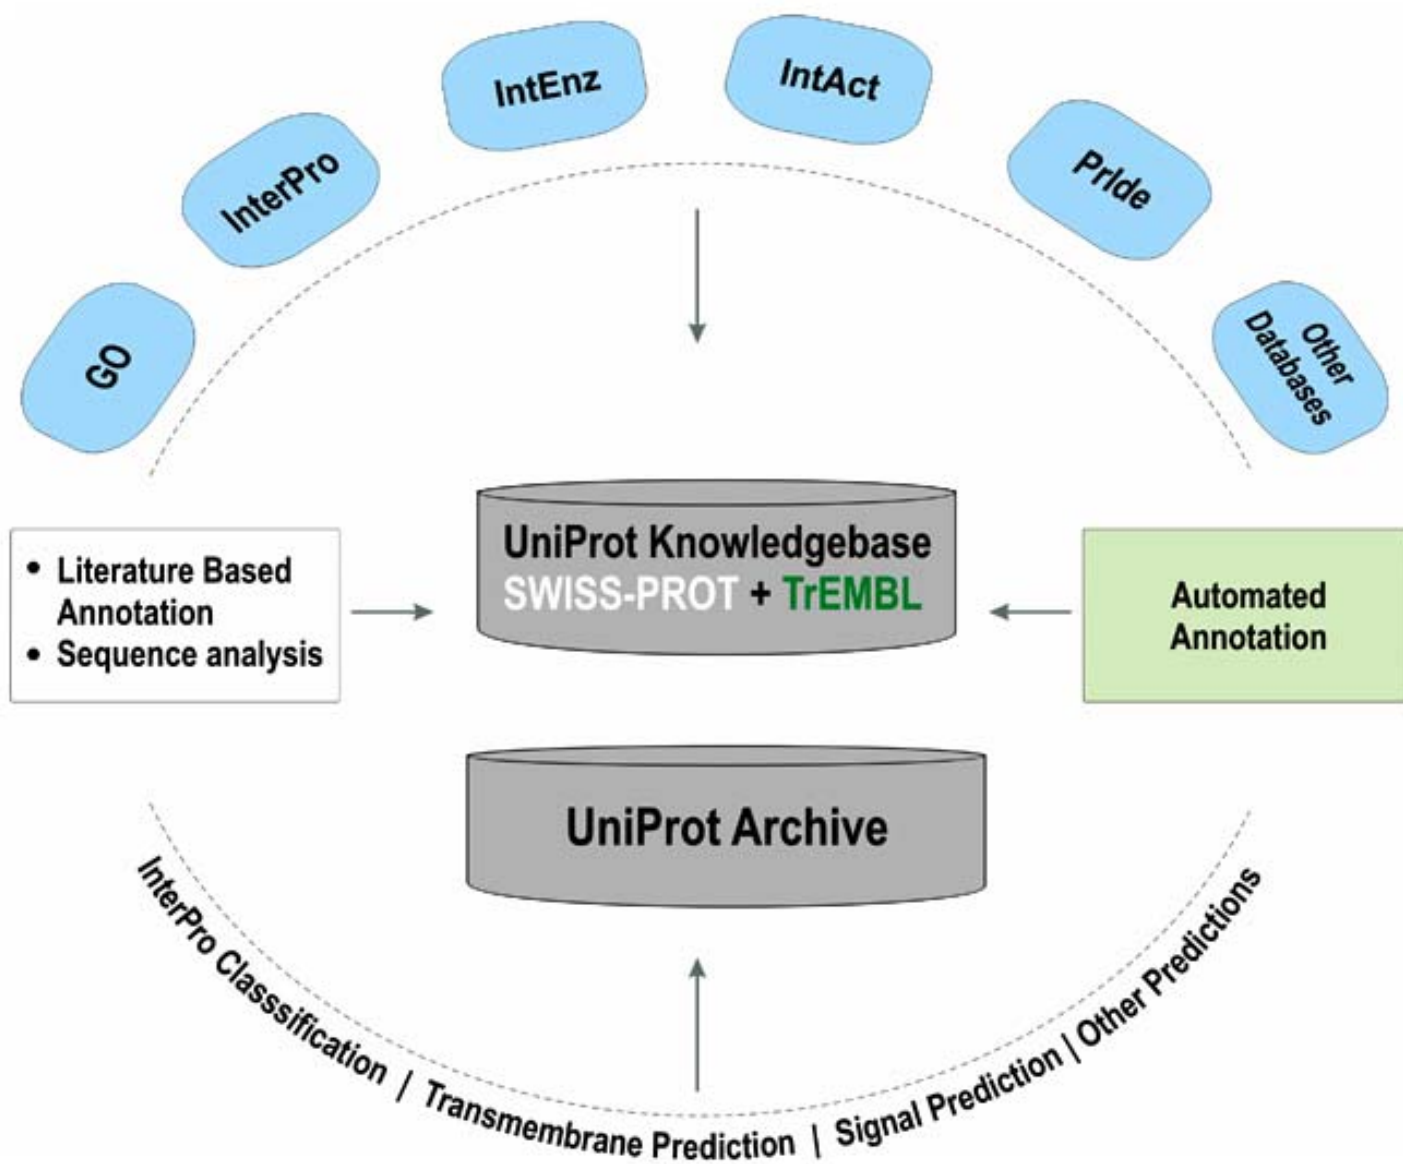 GO
InterPro
IntEnz
IntAct
PrIde
Other
Databases
• Literature Based
Annotation
• Sequence analysis
UniProt Knowledgebase
SWISS-PROT + TrEMBL
Automated
Annotation
UniProt Archive
InterPro Classsification | Transmembrane Prediction | Signal Prediction | Other Predictions